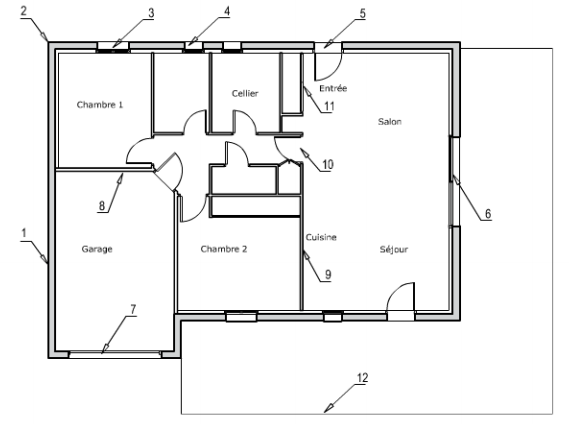 2
3
4
5
Entrée
Cellier
Chambre 1
11
Salon
10
8
6
1
Cuisine
Garage
Chambre 2
Séjour
9
7
12